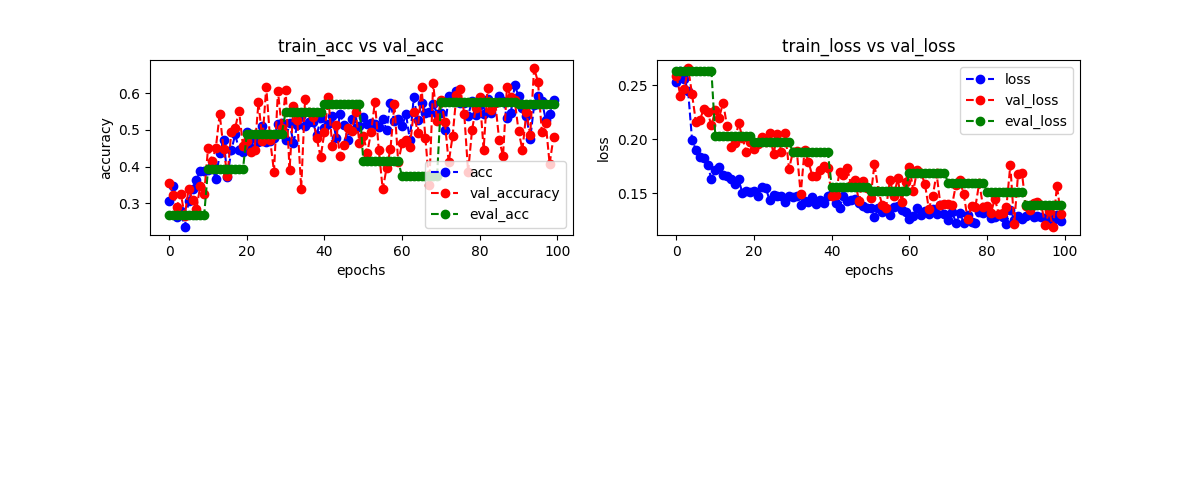 train_acc vs val_acc
accuracy
0.6
0.5
0.4
0.3
0 20 40 60 80 100
epochs
acc
val_accuracy
eval_acc
train_loss vs val_loss
loss
0.25
0.20
0.15
0 20 40 60 80 100
epochs
loss
val_loss
eval_loss